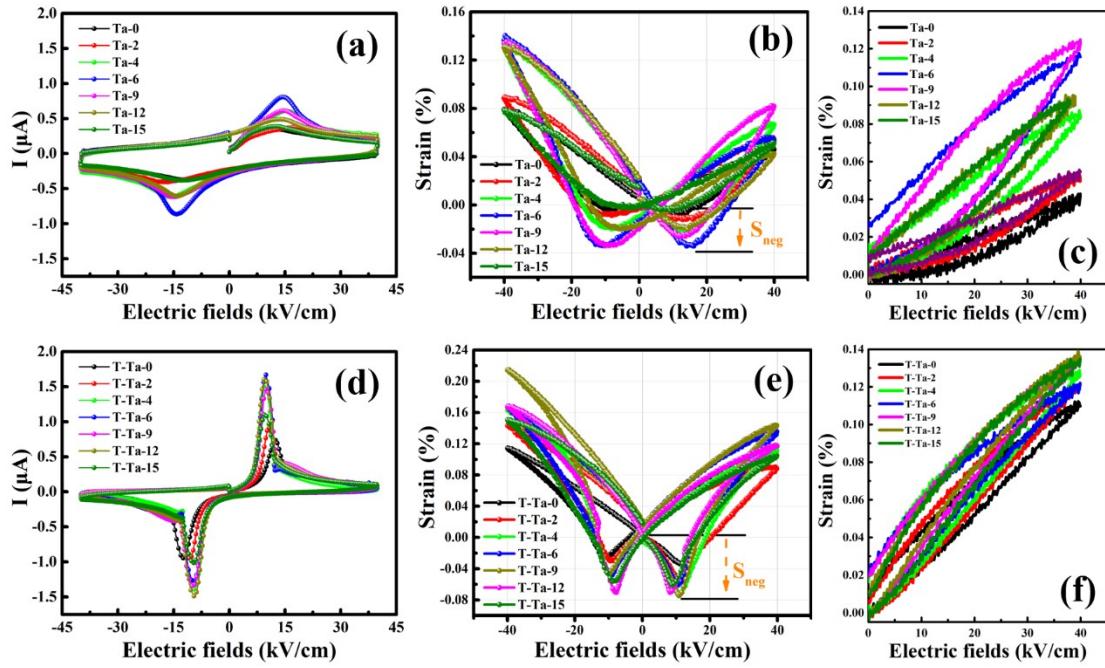 2.0
1.5
1.0
0.5
0.0
-0.5
-1.0
-1.5
I (μA)
Ta-0
Ta-2
Ta-4
Ta-6
Ta-9
Ta-12
Ta-15
(a)
-45 -30 -15 0 15 30 45
Electric fields (kV/cm)
0.16
0.12
0.08
0.04
0.00
-0.04
Strain (%)
Ta-0
Ta-2
Ta-4
Ta-6
Ta-9
Ta-12
Ta-15
(b)
Sneg
-40 -20 0 20 40
Electric fields (kV/cm)
0.14
0.12
0.10
0.08
0.06
0.04
0.02
0.00
Strain (%)
Ta-0
Ta-2
Ta-4
Ta-6
Ta-9
Ta-12
Ta-15
(c)
0 10 20 30 40
Electric fields (kV/cm)
2.0
1.5
1.0
0.5
0.0
-0.5
-1.0
-1.5
I (μA)
T-Ta-0
T-Ta-2
T-Ta-4
T-Ta-6
T-Ta-9
T-Ta-12
T-Ta-15
(d)
-45 -30 -15 0 15 30 45
Electric fields (kV/cm)
0.24
0.20
0.16
0.12
0.08
0.04
0.00
-0.04
-0.08
Strain (%)
T-Ta-0
T-Ta-2
T-Ta-4
T-Ta-6
T-Ta-9
T-Ta-12
T-Ta-15
(e)
Sneg
-40 -20 0 20 40
Electric fields (kV/cm)
0.14
0.12
0.10
0.08
0.06
0.04
0.02
0.00
Strain (%)
T-Ta-0
T-Ta-2
T-Ta-4
T-Ta-6
T-Ta-9
T-Ta-12
T-Ta-15
(f)
0 10 20 30 40
Electric fields (kV/cm)